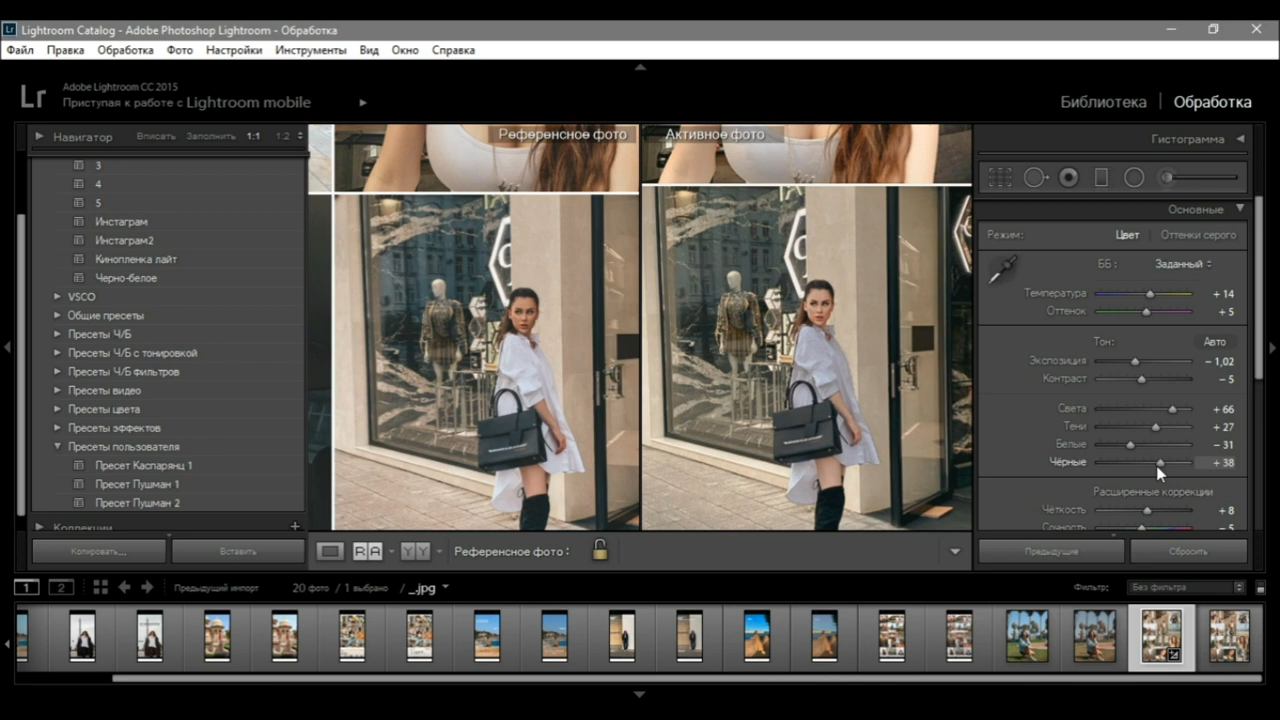 Lightroom Catalog - Adobe Photoshop Lightroom - Обработка
Файл Правка Обработка Фото Настройки Инструменты Вид Окно Справка
Lr
Adobe Lightroom CC 2015
Приступая к работе с Lightroom mobile
Библиотека | Обработка
Навигатор Вписать Заполнить 1:1 1:2
3
4
5
Инстаграм
Инстаграм2
Кинопленка лайт
Черно-белое
VSCO
Общие пресеты
Пресеты Ч/Б
Пресеты Ч/Б с тонировкой
Пресеты Ч/Б фильтров
Пресеты видео
Пресеты цвета
Пресеты эффектов
Пресеты пользователя
Пресет Каспарянц 1
Пресет Пушман 1
Пресет Пушман 2
Коллекции
Копировать... Вставить
Референсное фото
Активное фото
R A Y Y Референсное фото :
Гистограмма
Основные
Режим: Цвет Оттенки серого
ББ : Заданный
Температура + 14
Оттенок + 5
Тон: Авто
Экспозиция - 1,02
Контраст - 5
Света + 66
Тени + 27
Белые - 31
Чёрные + 38
Расширенные коррекции
Чёткость + 8
Сочность - 5
Предыдущие Сбросить
1 2 Предыдущий импорт 20 фото / 1 выбрано / _.jpg
Фильтр: Без фильтра